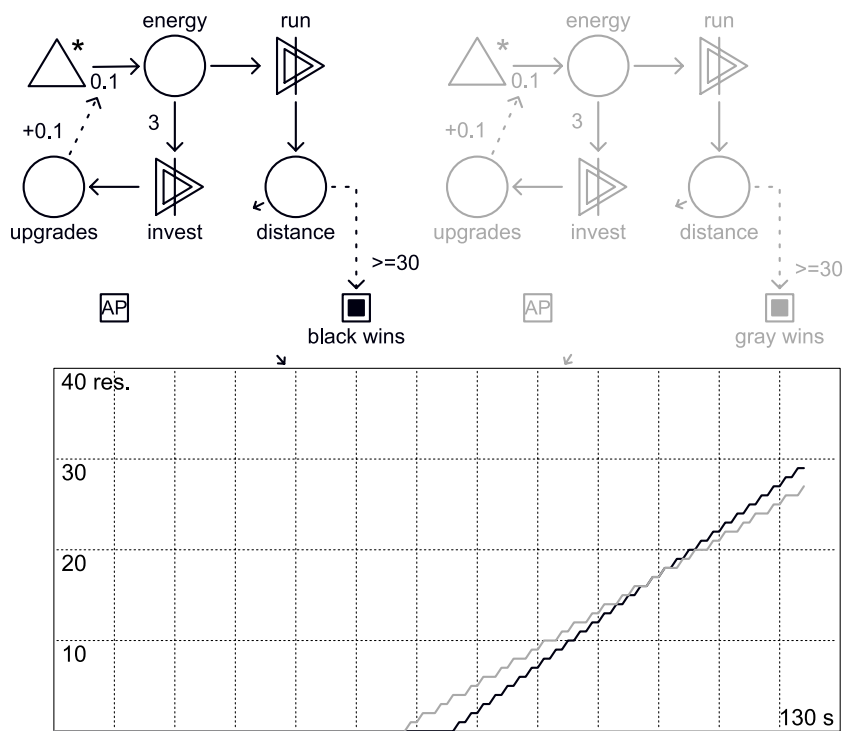 energy
run
*
0.1
+0.1
3
upgrades
invest
distance
>=30
AP
black wins
energy
run
*
0.1
+0.1
3
upgrades
invest
distance
>=30
AP
gray wins
40 res.
30
20
10
130 s